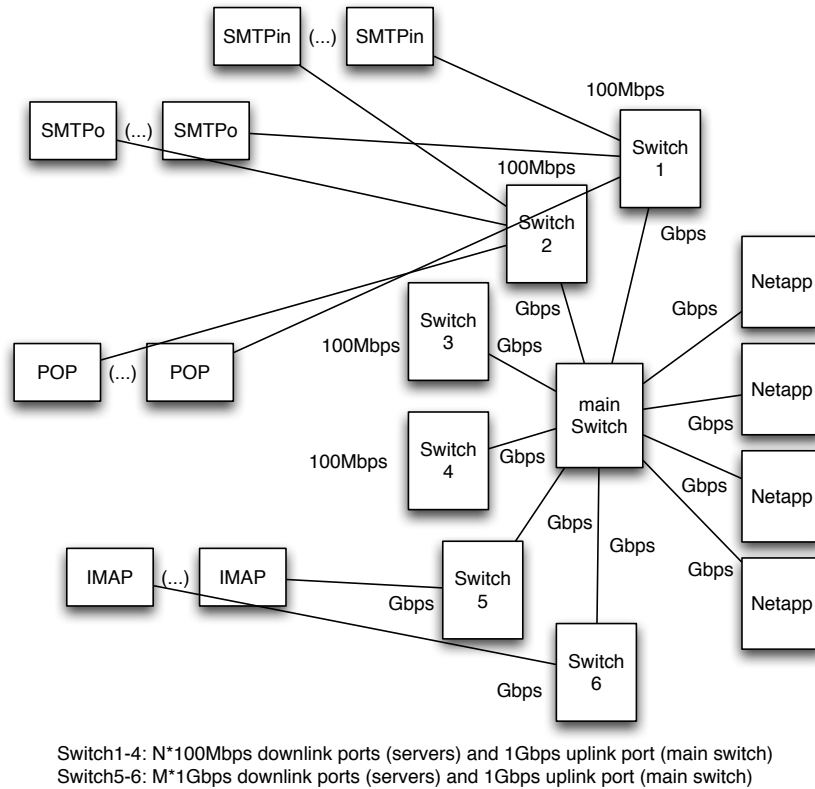 SMTPin (...) SMTPin
100Mbps
SMTPo (...) SMTPo
Switch
1
100Mbps
Switch
2
Gbps
Netapp
Gbps
Gbps
Switch
3
Gbps
100Mbps
POP (...) POP
Netapp
main
Switch
Gbps
Switch
4
Gbps
100Mbps
Gbps
Netapp
Gbps
Gbps
IMAP (...) IMAP
Switch
5
Gbps
Gbps
Netapp
Switch
6
Gbps
Switch1-4: N*100Mbps downlink ports (servers) and 1Gbps uplink port (main switch)
Switch5-6: M*1Gbps downlink ports (servers) and 1Gbps uplink port (main switch)